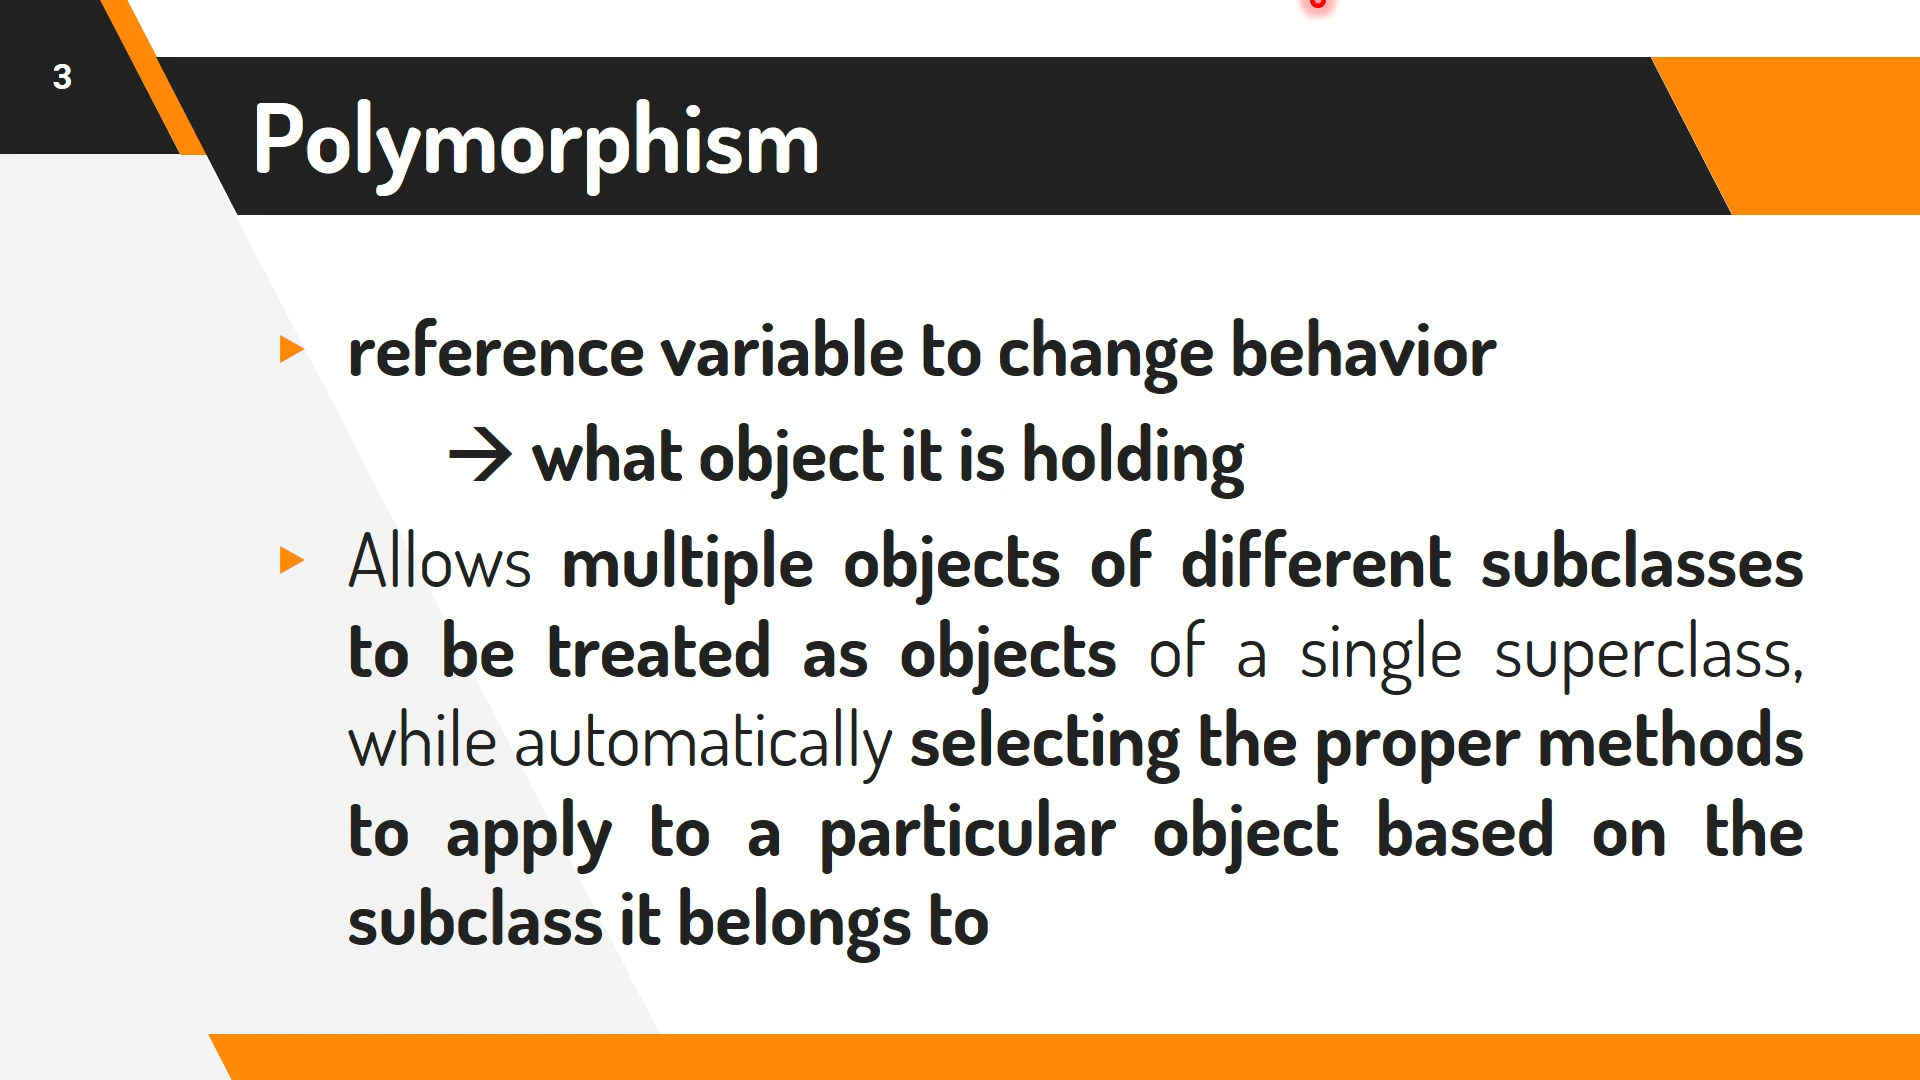 3
Polymorphism
reference variable to change behavior
→ what object it is holding
Allows multiple objects of different subclasses
to be treated as objects of a single superclass,
while automatically selecting the proper methods
to apply to a particular object based on the
subclass it belongs to